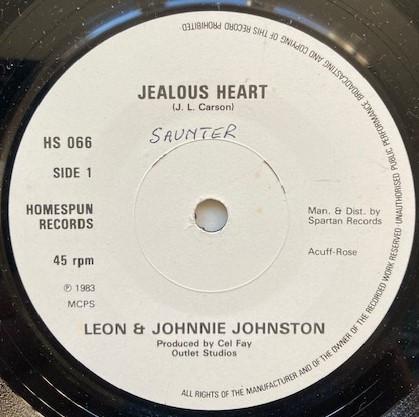 JEALOUS HEART
(J. L. Carson)
SAUNTER
HS 066
SIDE 1
HOMESPUN
RECORDS
45 rpm
℗ 1983
MCPS
Man. & Dist. by
Spartan Records
Acuff-Rose
LEON & JOHNNIE JOHNSTON
Produced by Cel Fay
Outlet Studios
ALL RIGHTS OF THE MANUFACTURER AND OF THE OWNER OF THE RECORDED WORK RESERVED · UNAUTHORISED PUBLIC PERFORMANCE, BROADCASTING AND COPYING OF THIS RECORD PROHIBITED